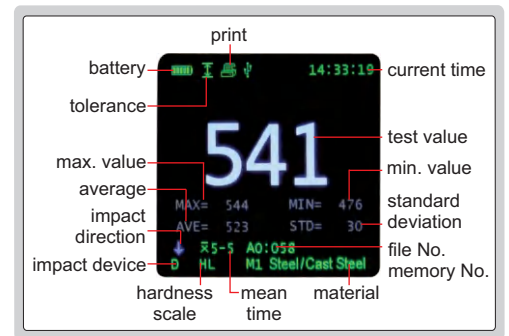 print
battery
14:33:19
current time
tolerance
541
test value
max. value
min. value
average
MAX= 544
MIN= 476
standard
deviation
AVE= 523
STD= 30
impact
direction
x̅5-5 A0:058
file No.
memory No.
impact device
D HL M1 Steel/Cast Steel
hardness
scale
mean
time
material